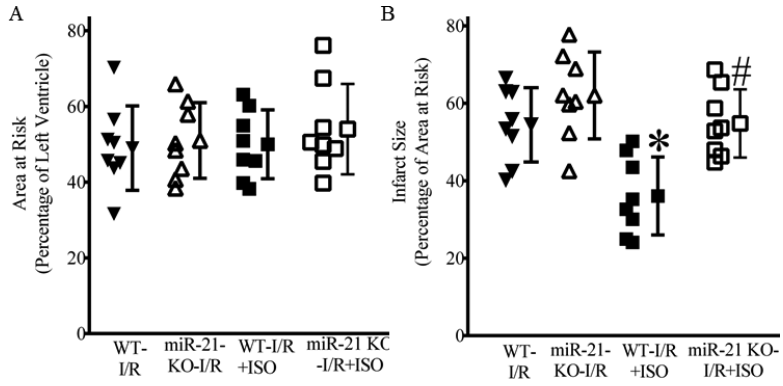 A
Area at Risk
(Percentage of Left Ventricle)
80
60
40
20
0
WT-
I/R
miR-21-
KO-I/R
WT-I/R
+ISO
miR-21 KO
-I/R+ISO
B
Infarct Size
(Percentage of Area at Risk)
80
60
40
20
0
*
#
WT-
I/R
miR-21-
KO-I/R
WT-I/R
+ISO
miR-21 KO-
I/R+ISO